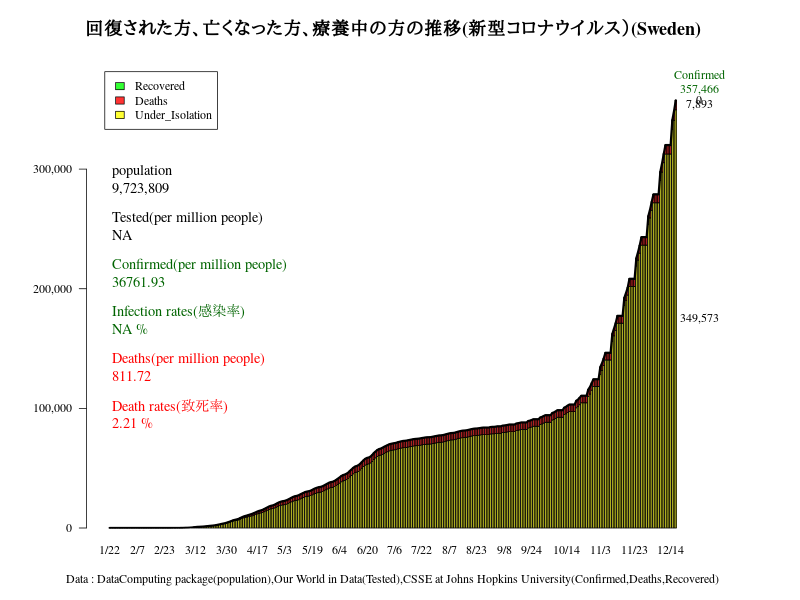 回復された方、亡くなった方、療養中の方の推移(新型コロナウイルス）(Sweden)
Confirmed
357,466
0
7,893
Recovered
Deaths
Under_Isolation
population
9,723,809
Tested(per million people)
NA
Confirmed(per million people)
36761.93
Infection rates(感染率)
NA %
Deaths(per million people)
811.72
Death rates(致死率)
2.21 %
349,573
300,000
200,000
100,000
0
1/22 2/7 2/23 3/12 3/30 4/17 5/3 5/19 6/4 6/20 7/6 7/22 8/7 8/23 9/8 9/24 10/14 11/3 11/23 12/14
Data : DataComputing package(population),Our World in Data(Tested),CSSE at Johns Hopkins University(Confirmed,Deaths,Recovered)